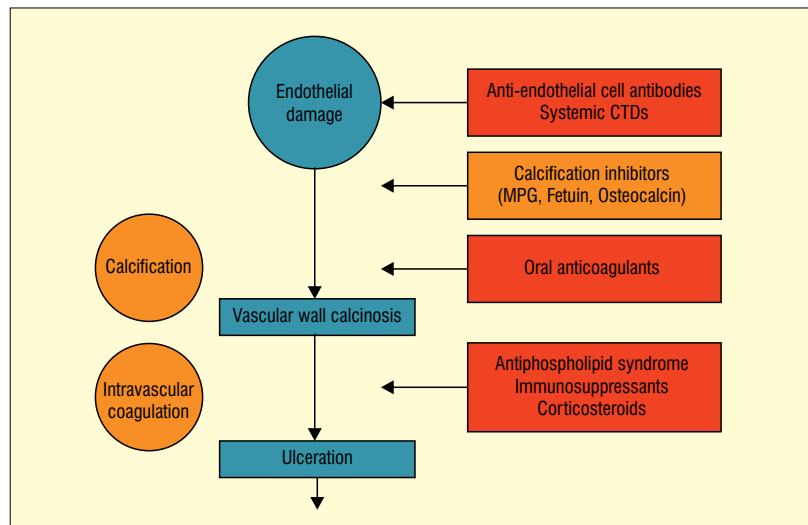 Endothelial
damage
Anti-endothelial cell antibodies
Systemic CTDs
Calcification inhibitors
(MPG, Fetuin, Osteocalcin)
Calcification
Oral anticoagulants
Vascular wall calcinosis
Intravascular
coagulation
Antiphospholipid syndrome
Immunosuppressants
Corticosteroids
Ulceration